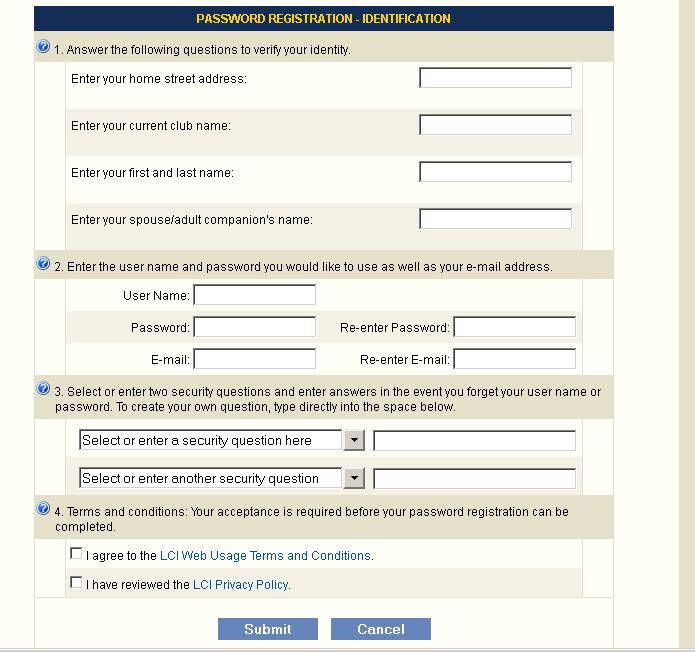 PASSWORD REGISTRATION - IDENTIFICATION
1. Answer the following questions to verify your identity.
Enter your home street address:
Enter your current club name:
Enter your first and last name:
Enter your spouse/adult companion's name:
2. Enter the user name and password you would like to use as well as your e-mail address.
User Name:
Password: Re-enter Password:
E-mail: Re-enter E-mail:
3. Select or enter two security questions and enter answers in the event you forget your user name or
password. To create your own question, type directly into the space below.
Select or enter a security question here
Select or enter another security question
4. Terms and conditions: Your acceptance is required before your password registration can be
completed.
I agree to the LCI Web Usage Terms and Conditions.
I have reviewed the LCI Privacy Policy.
Submit Cancel